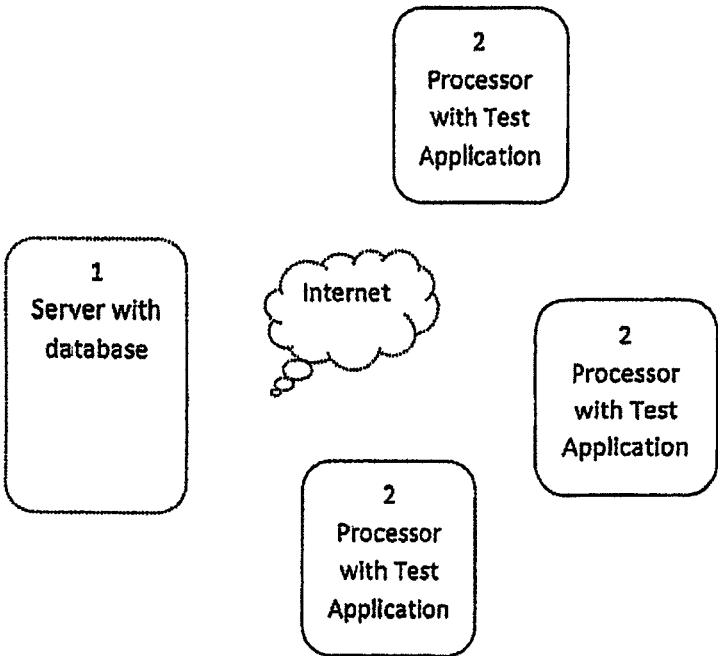 2
Processor
with Test
Application
1
Server with
database
Internet
2
Processor
with Test
Application
2
Processor
with Test
Application